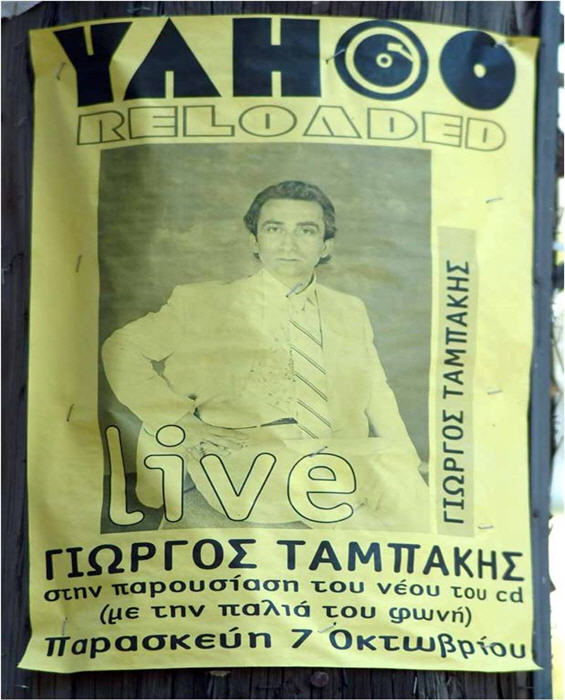 YAHOO
RELOADED
ΓΙΩΡΓΟΣ ΤΑΜΠΑΚΗΣ
live
ΓΙΩΡΓΟΣ ΤΑΜΠΑΚΗΣ
στην παρουσίαση του νέου του cd
(με την παλιά του φωνή)
Παρασκεύη 7 Οκτωβρίου